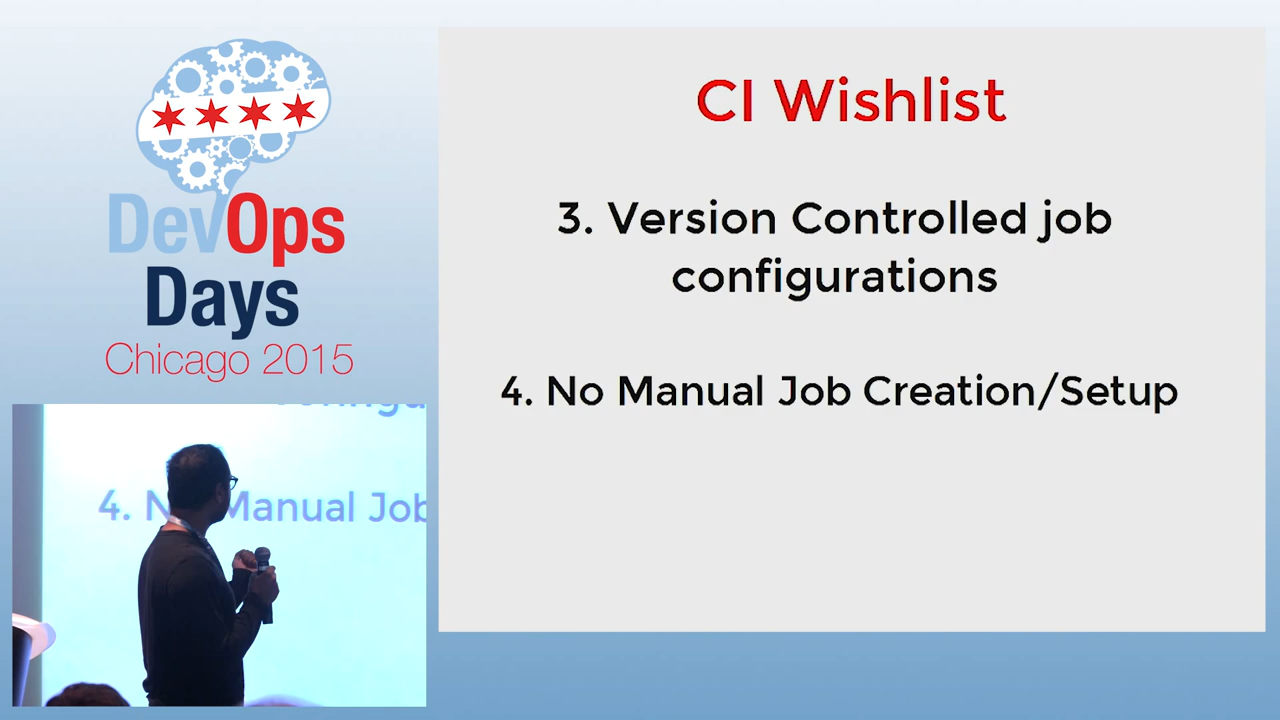 DevOps
Days
Chicago 2015
CI Wishlist
3. Version Controlled job
configurations
4. No Manual Job Creation/Setup
4. No Manual Job